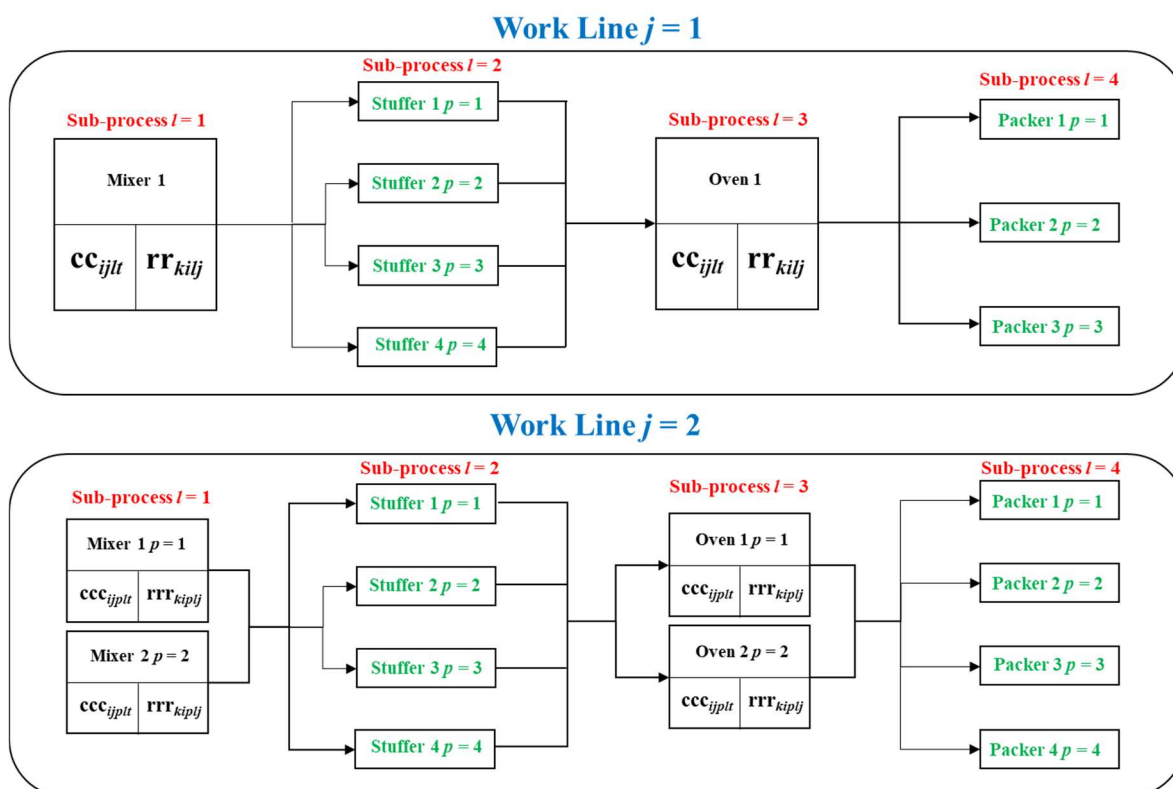 Work Line j = 1
Sub-process l = 1
Mixer 1
cc_ijlt
rr_kilj
Sub-process l = 2
Stuffer 1 p = 1
Stuffer 2 p = 2
Stuffer 3 p = 3
Stuffer 4 p = 4
Sub-process l = 3
Oven 1
cc_ijlt
rr_kilj
Sub-process l = 4
Packer 1 p = 1
Packer 2 p = 2
Packer 3 p = 3
Work Line j = 2
Sub-process l = 1
Mixer 1 p = 1
ccc_ijplt
rrr_kiplj
Mixer 2 p = 2
ccc_ijplt
rrr_kiplj
Sub-process l = 2
Stuffer 1 p = 1
Stuffer 2 p = 2
Stuffer 3 p = 3
Stuffer 4 p = 4
Sub-process l = 3
Oven 1 p = 1
ccc_ijplt
rrr_kiplj
Oven 2 p = 2
ccc_ijplt
rrr_kiplj
Sub-process l = 4
Packer 1 p = 1
Packer 2 p = 2
Packer 3 p = 3
Packer 4 p = 4